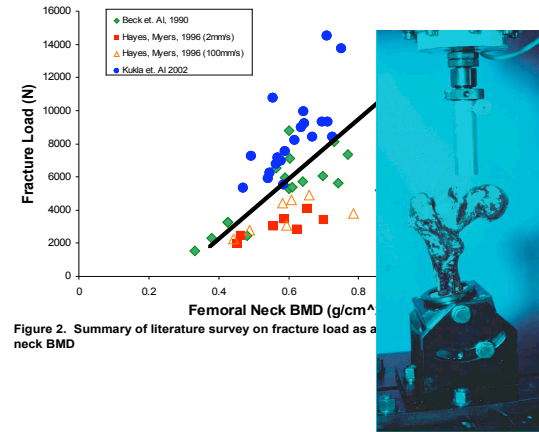 16000
14000
12000
10000
8000
6000
4000
2000
0
Fracture Load (N)
Beck et. Al, 1990
Hayes, Myers, 1996 (2mm/s)
Hayes, Myers, 1996 (100mm/s)
Kukla et. Al 2002
0 0.2 0.4 0.6 0.8
Femoral Neck BMD (g/cm^
Figure 2. Summary of literature survey on fracture load as a
neck BMD